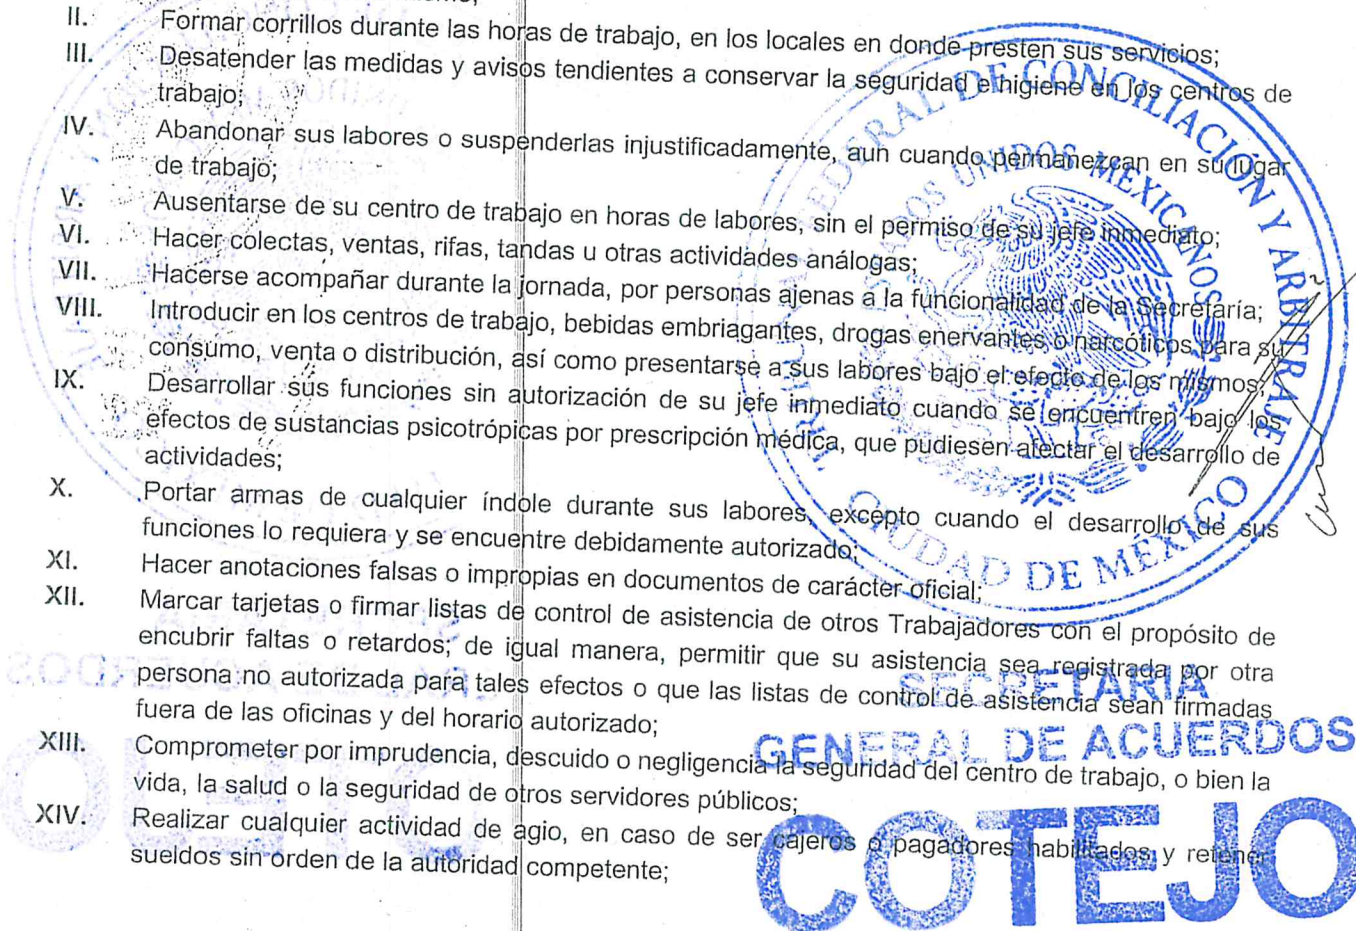 II. Formar corrillos durante las horas de trabajo, en los locales en donde presten sus servicios;
III. Desatender las medidas y avisos tendientes a conservar la seguridad e higiene en los centros de
trabajo;
IV. Abandonar sus labores o suspenderlas injustificadamente, aun cuando permanezcan en su lugar
de trabajo;
V. Ausentarse de su centro de trabajo en horas de labores, sin el permiso de su jefe inmediato;
VI. Hacer colectas, ventas, rifas, tandas u otras actividades análogas;
VII. Hacerse acompañar durante la jornada, por personas ajenas a la funcionalidad de la Secretaría;
VIII. Introducir en los centros de trabajo, bebidas embriagantes, drogas enervantes o narcóticos para su
consumo, venta o distribución, así como presentarse a sus labores bajo el efecto de los mismos;
IX. Desarrollar sus funciones sin autorización de su jefe inmediato cuando se encuentren bajo los
efectos de sustancias psicotrópicas por prescripción médica, que pudiesen afectar el desarrollo de
actividades;
X. Portar armas de cualquier índole durante sus labores, excepto cuando el desarrollo de sus
funciones lo requiera y se encuentre debidamente autorizado;
XI. Hacer anotaciones falsas o impropias en documentos de carácter oficial;
XII. Marcar tarjetas o firmar listas de control de asistencia de otros Trabajadores con el propósito de
encubrir faltas o retardos; de igual manera, permitir que su asistencia sea registrada por otra
persona no autorizada para tales efectos o que las listas de control de asistencia sean firmadas
fuera de las oficinas y del horario autorizado;
XIII. Comprometer por imprudencia, descuido o negligencia la seguridad del centro de trabajo, o bien la
vida, la salud o la seguridad de otros servidores públicos;
XIV. Realizar cualquier actividad de agio, en caso de ser cajeros o pagadores habilitados y retener
sueldos sin orden de la autoridad competente;
TRIBUNAL FEDERAL DE CONCILIACIÓN Y ARBITRAJE
ESTADOS UNIDOS MEXICANOS
CIUDAD DE MÉXICO
SECRETARIA
GENERAL DE ACUERDOS
COTEJO